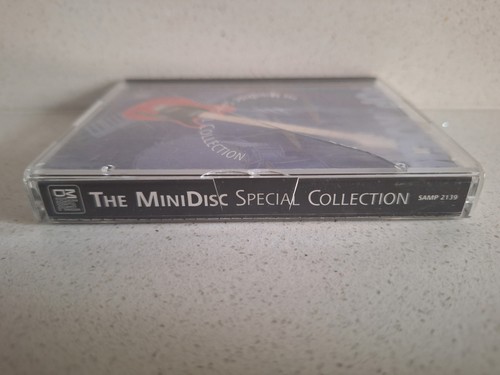 COLLECTION
THE MINIDISC SPECIAL COLLECTION SAMP 2139